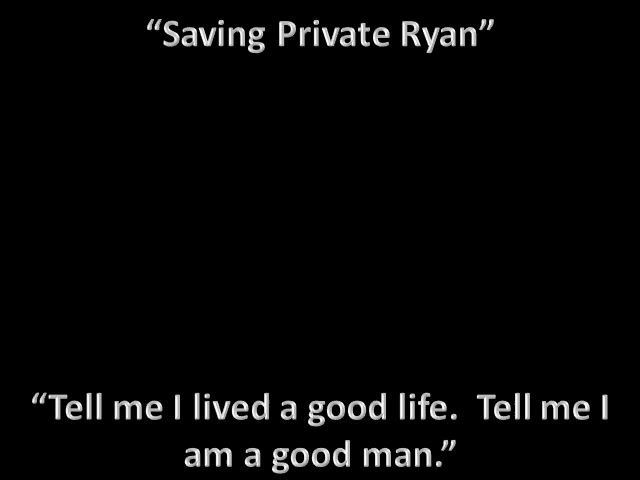 “Saving Private Ryan”
“Tell me I lived a good life.  Tell me I
am a good man.”